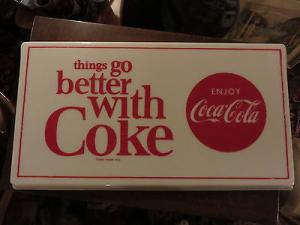 things go
better
with
Coke
ENJOY
Coca-Cola